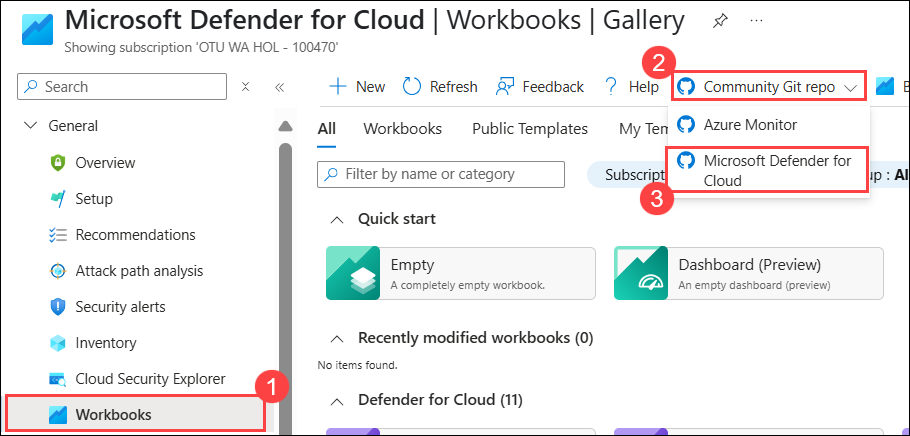 Microsoft Defender for Cloud | Workbooks | Gallery
Showing subscription 'OTU WA HOL - 100470'
Search
General
Overview
Setup
Recommendations
Attack path analysis
Security alerts
Inventory
Cloud Security Explorer
1
Workbooks
2
New Refresh Feedback Help Community Git repo B
Azure Monitor
Microsoft Defender for
Cloud
3
All Workbooks Public Templates My Tem
Filter by name or category Subscript up : Al
Quick start
Empty
A completely empty workbook.
Dashboard (Preview)
An empty dashboard (preview)
Recently modified workbooks (0)
No items found.
Defender for Cloud (11)